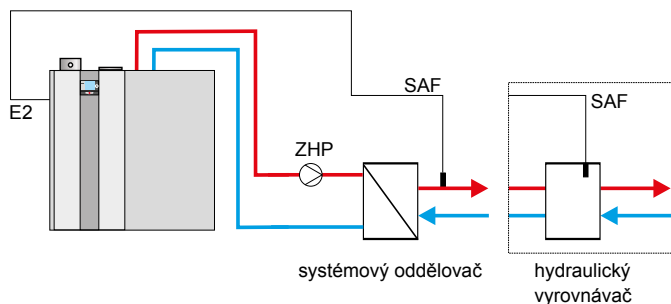 E2
ZHP
SAF
SAF
systémový oddělovač
hydraulický
vyrovnávač